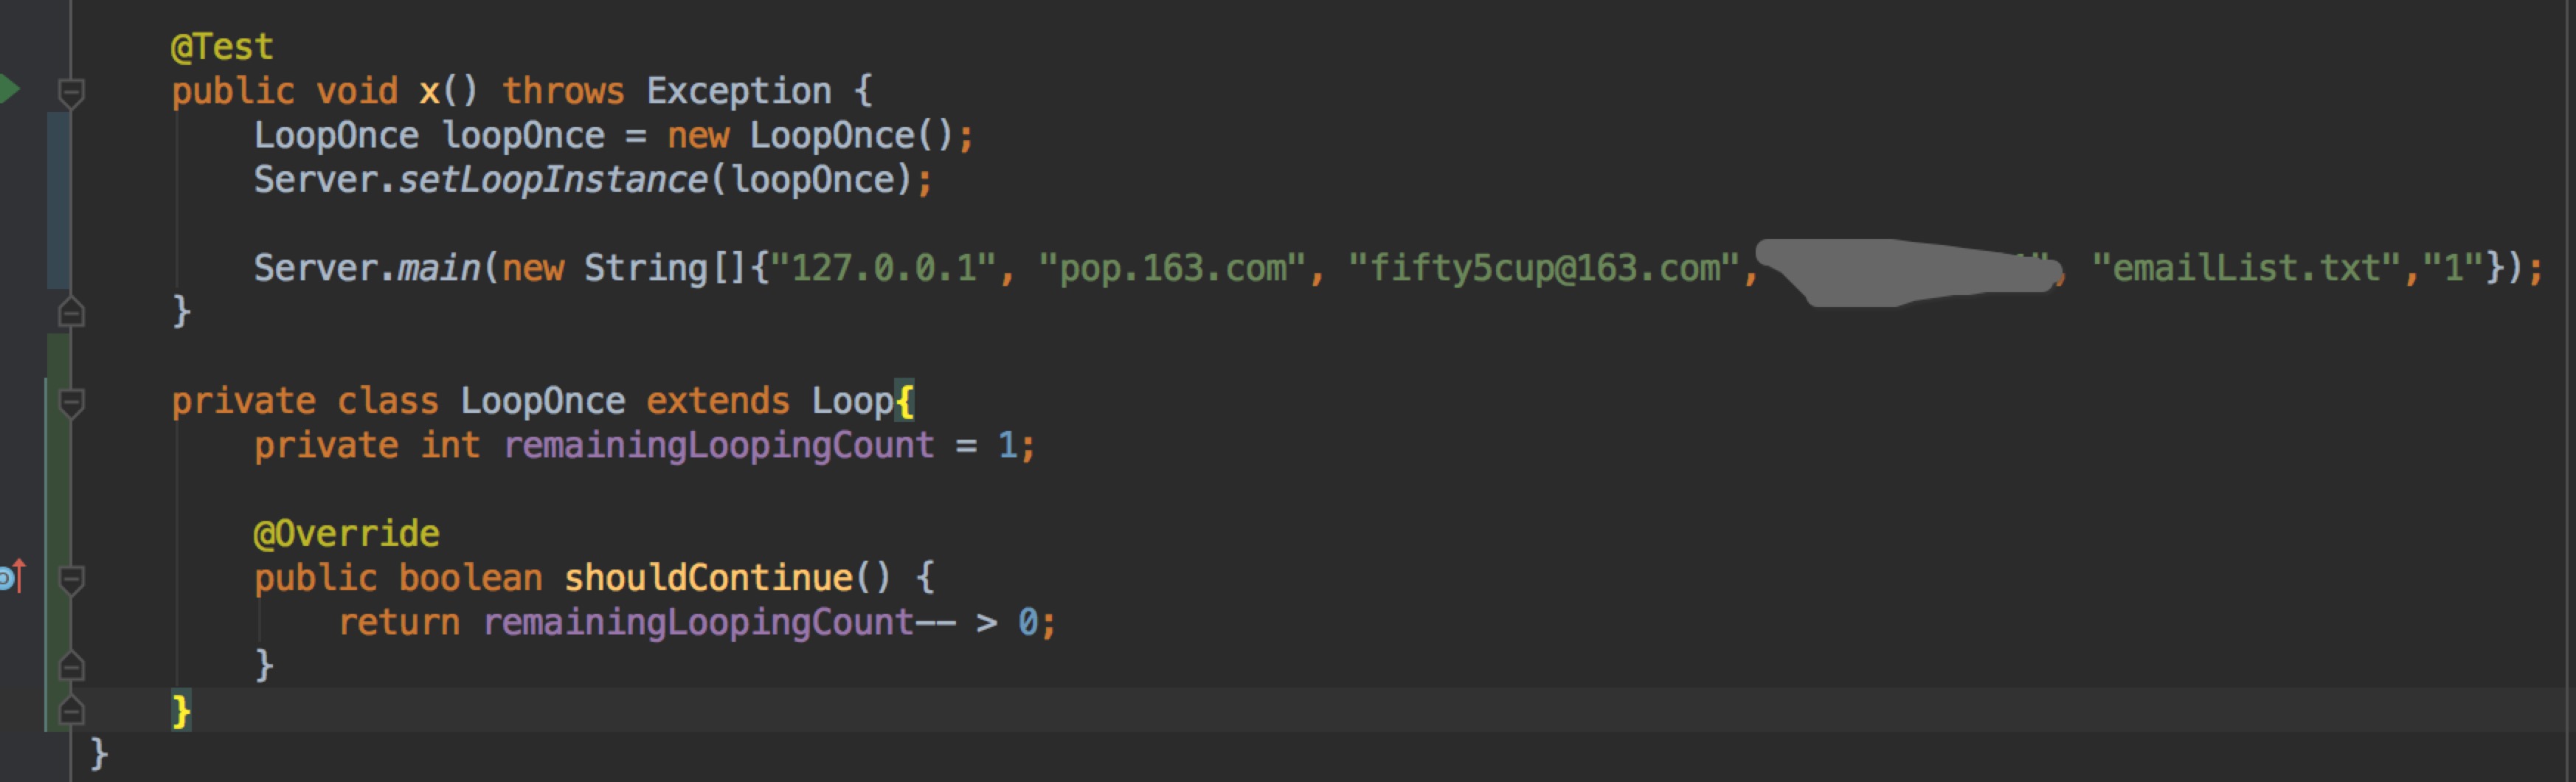 @Test
public void x() throws Exception {
LoopOnce loopOnce = new LoopOnce();
Server.setLoopInstance(loopOnce);
Server.main(new String[]{"127.0.0.1", "pop.163.com", "fifty5cup@163.com", "emailList.txt","1"});
}
private class LoopOnce extends Loop{
private int remainingLoopingCount = 1;
@Override
public boolean shouldContinue() {
return remainingLoopingCount-- > 0;
}
}
}